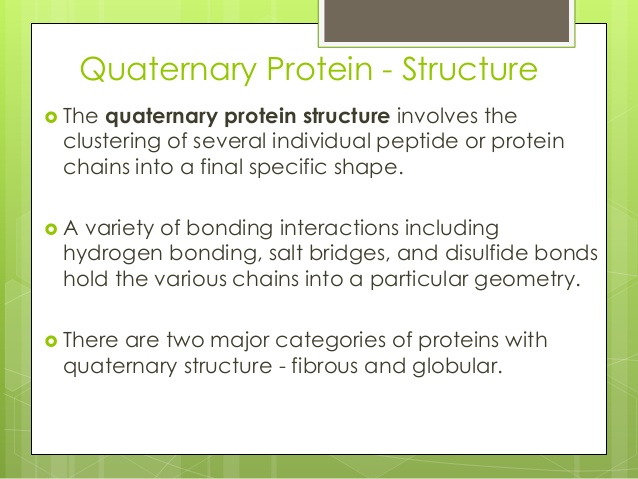 Quaternary Protein - Structure
The quaternary protein structure involves the
clustering of several individual peptide or protein
chains into a final specific shape.
A variety of bonding interactions including
hydrogen bonding, salt bridges, and disulfide bonds
hold the various chains into a particular geometry.
There are two major categories of proteins with
quaternary structure - fibrous and globular.